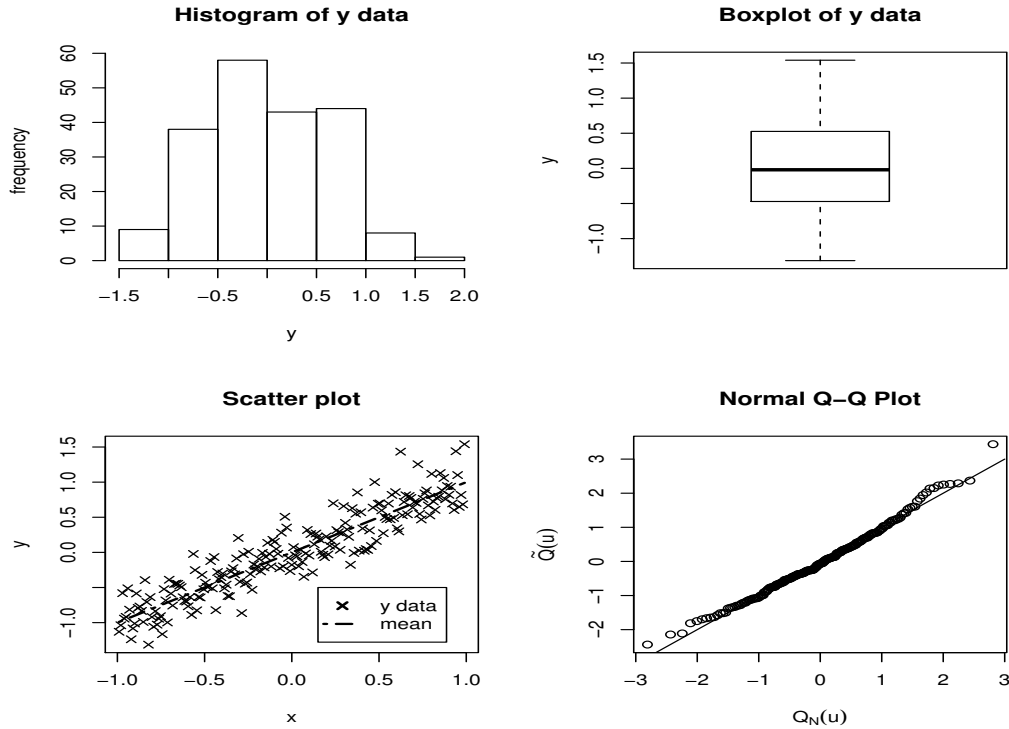 Histogram of y data
frequency
60
50
40
30
20
10
0
−1.5 −0.5 0.5 1.0 1.5 2.0
y
Boxplot of y data
y
1.5
1.0
0.5
0.0
−1.0
Scatter plot
y
1.5
1.0
0.5
0.0
−1.0
y data
mean
−1.0 −0.5 0.0 0.5 1.0
x
Normal Q−Q Plot
Q̃(u)
3
2
1
0
−1
−2
−3 −2 −1 0 1 2 3
Q_N(u)